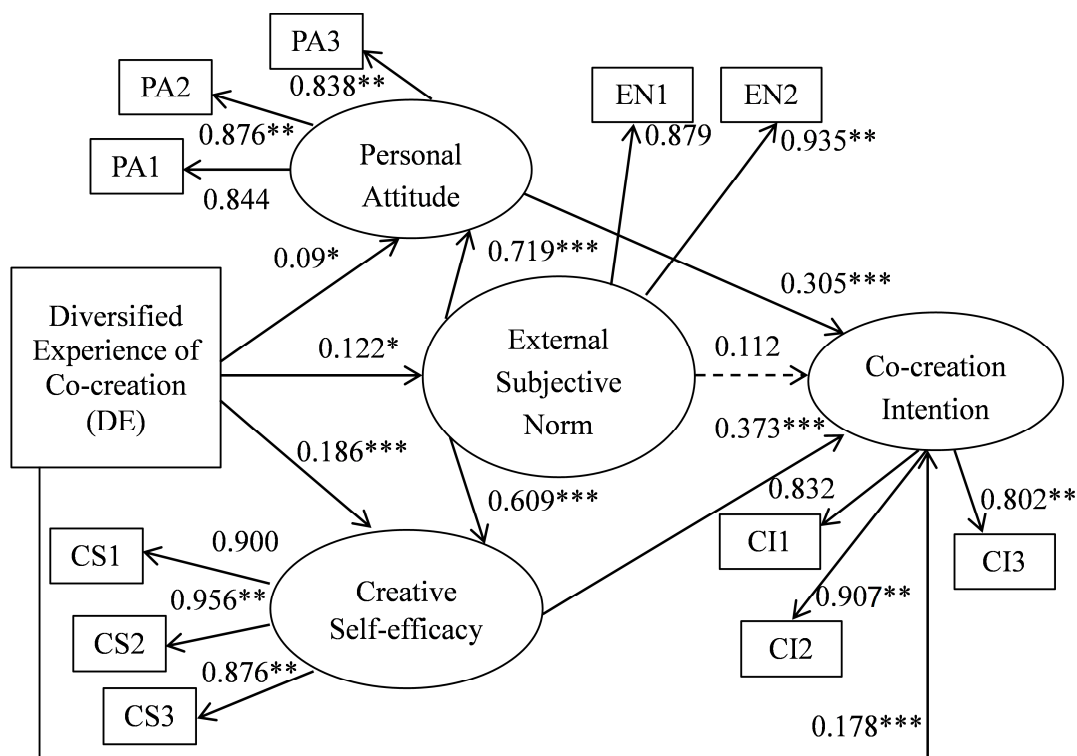 PA3
0.838**
PA2
0.876**
PA1
0.844
EN1
0.879
EN2
0.935**
Personal
Attitude
0.09*
0.719***
0.305***
Diversified
Experience of
Co-creation
(DE)
0.122*
External
Subjective
Norm
0.112
Co-creation
Intention
0.186***
0.609***
0.373***
0.832
CI1
0.802**
CI3
0.907**
CI2
CS1
0.900
0.956**
CS2
0.876**
CS3
Creative
Self-efficacy
0.178***